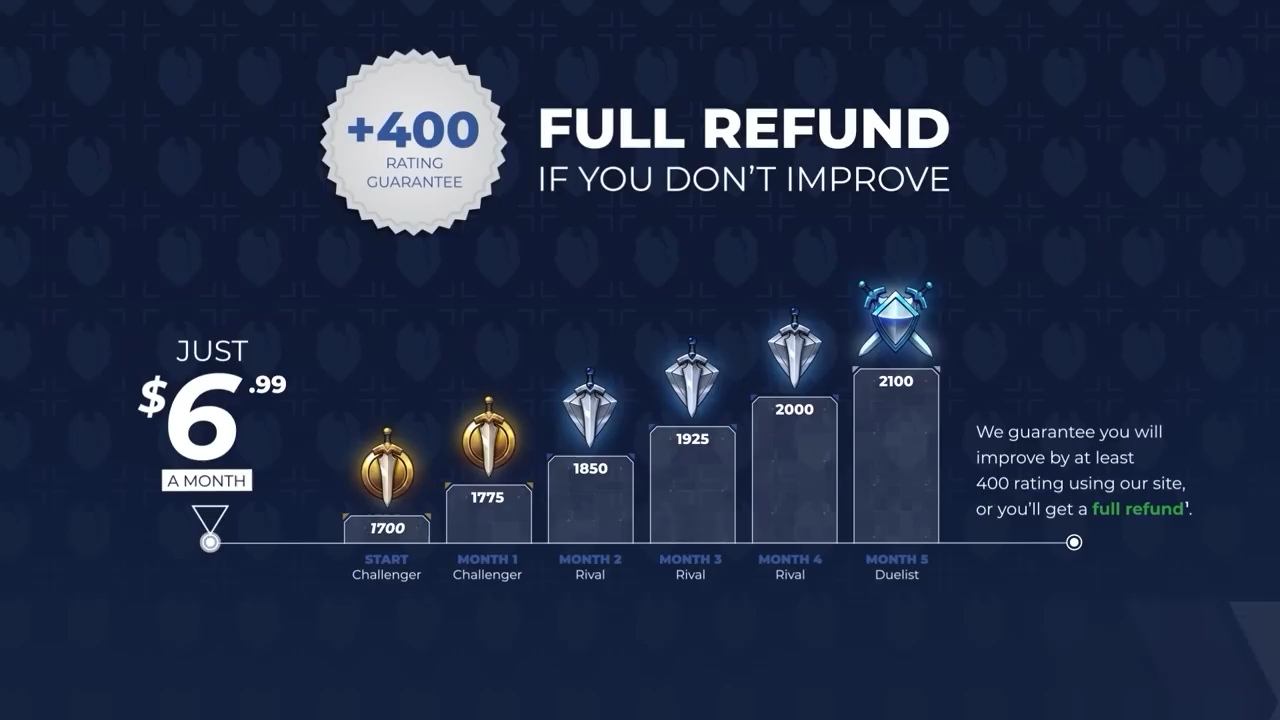 +400
RATING
GUARANTEE
FULL REFUND
IF YOU DON'T IMPROVE
JUST
$6.99
A MONTH
1700
1775
1850
1925
2000
2100
START
Challenger
MONTH 1
Challenger
MONTH 2
Rival
MONTH 3
Rival
MONTH 4
Rival
MONTH 5
Duelist
We guarantee you will
improve by at least
400 rating using our site,
or you'll get a full refund¹.